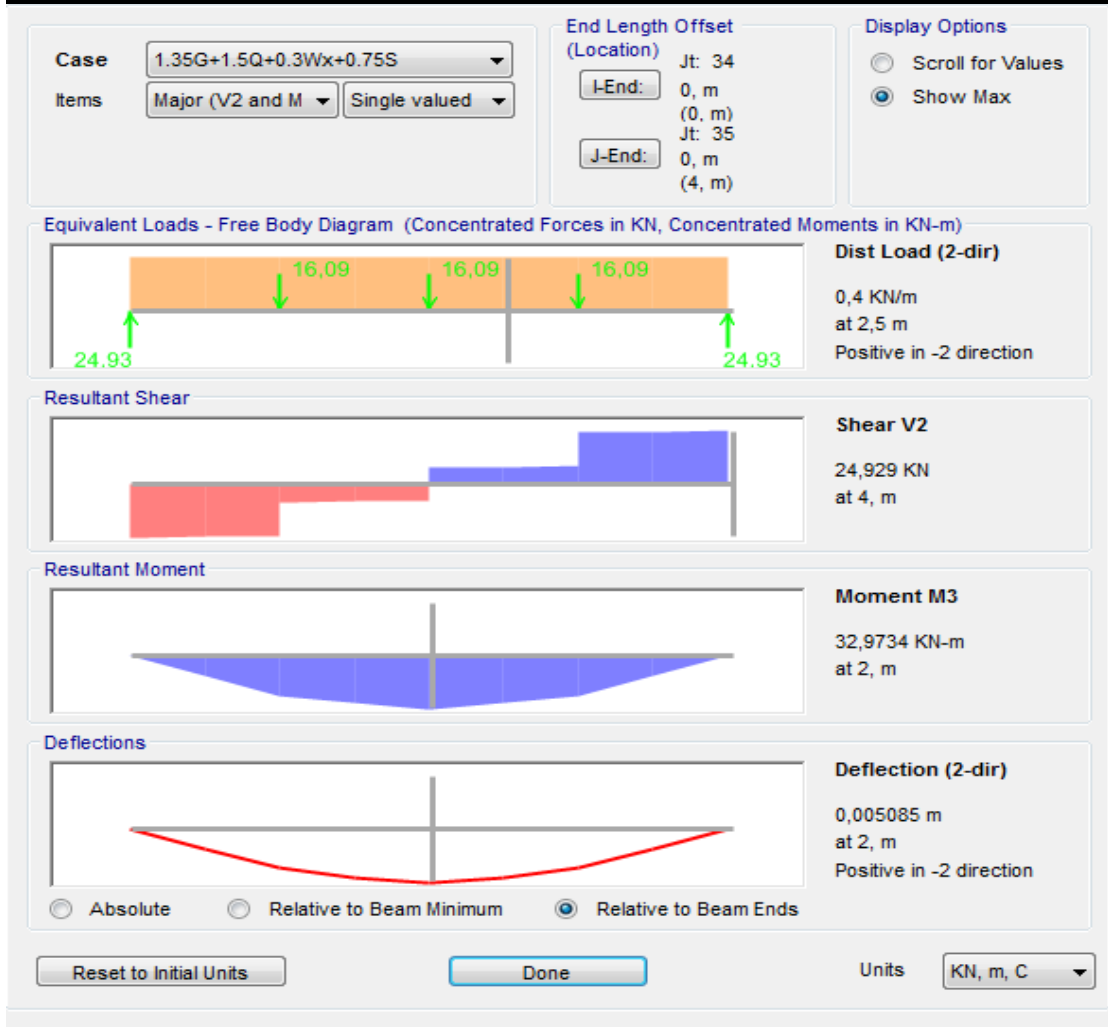 Case
1.35G+1.5Q+0.3Wx+0.75S
Items
Major (V2 and M
Single valued
End Length Offset
(Location)
Jt: 34
I-End:
0, m
(0, m)
Jt: 35
J-End:
0, m
(4, m)
Display Options
Scroll for Values
Show Max
Equivalent Loads - Free Body Diagram (Concentrated Forces in KN, Concentrated Moments in KN-m)
16,09 16,09 16,09
24,93 24,93
Dist Load (2-dir)
0,4 KN/m
at 2,5 m
Positive in -2 direction
Resultant Shear
Shear V2
24,929 KN
at 4, m
Resultant Moment
Moment M3
32,9734 KN-m
at 2, m
Deflections
Deflection (2-dir)
0,005085 m
at 2, m
Positive in -2 direction
Absolute Relative to Beam Minimum Relative to Beam Ends
Reset to Initial Units Done Units KN, m, C